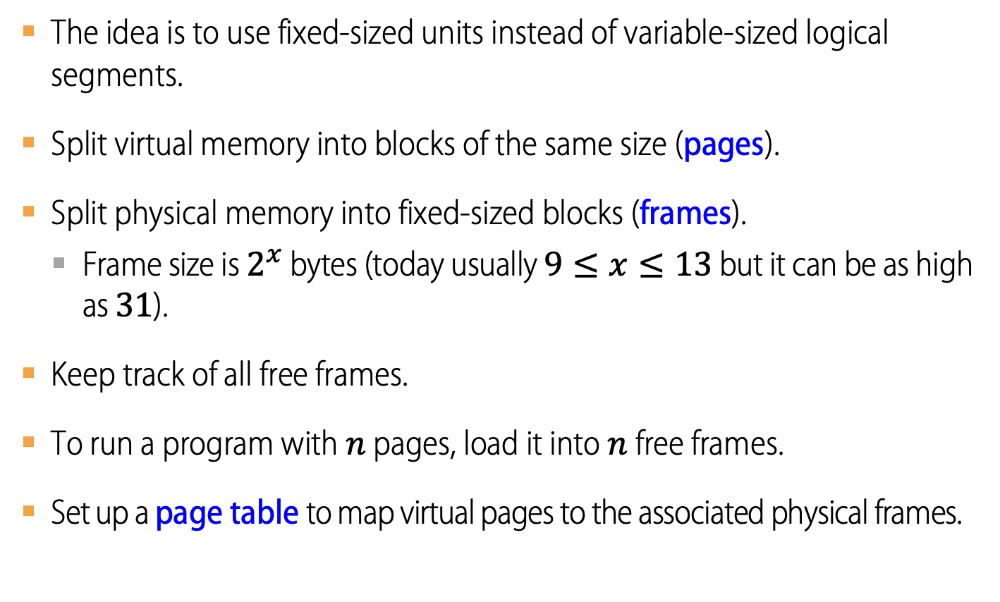 ▪ The idea is to use fixed-sized units instead of variable-sized logical
segments.
▪ Split virtual memory into blocks of the same size (pages).
▪ Split physical memory into fixed-sized blocks (frames).
▪ Frame size is 2ˣ bytes (today usually 9 ≤ x ≤ 13 but it can be as high
as 31).
▪ Keep track of all free frames.
▪ To run a program with n pages, load it into n free frames.
▪ Set up a page table to map virtual pages to the associated physical frames.